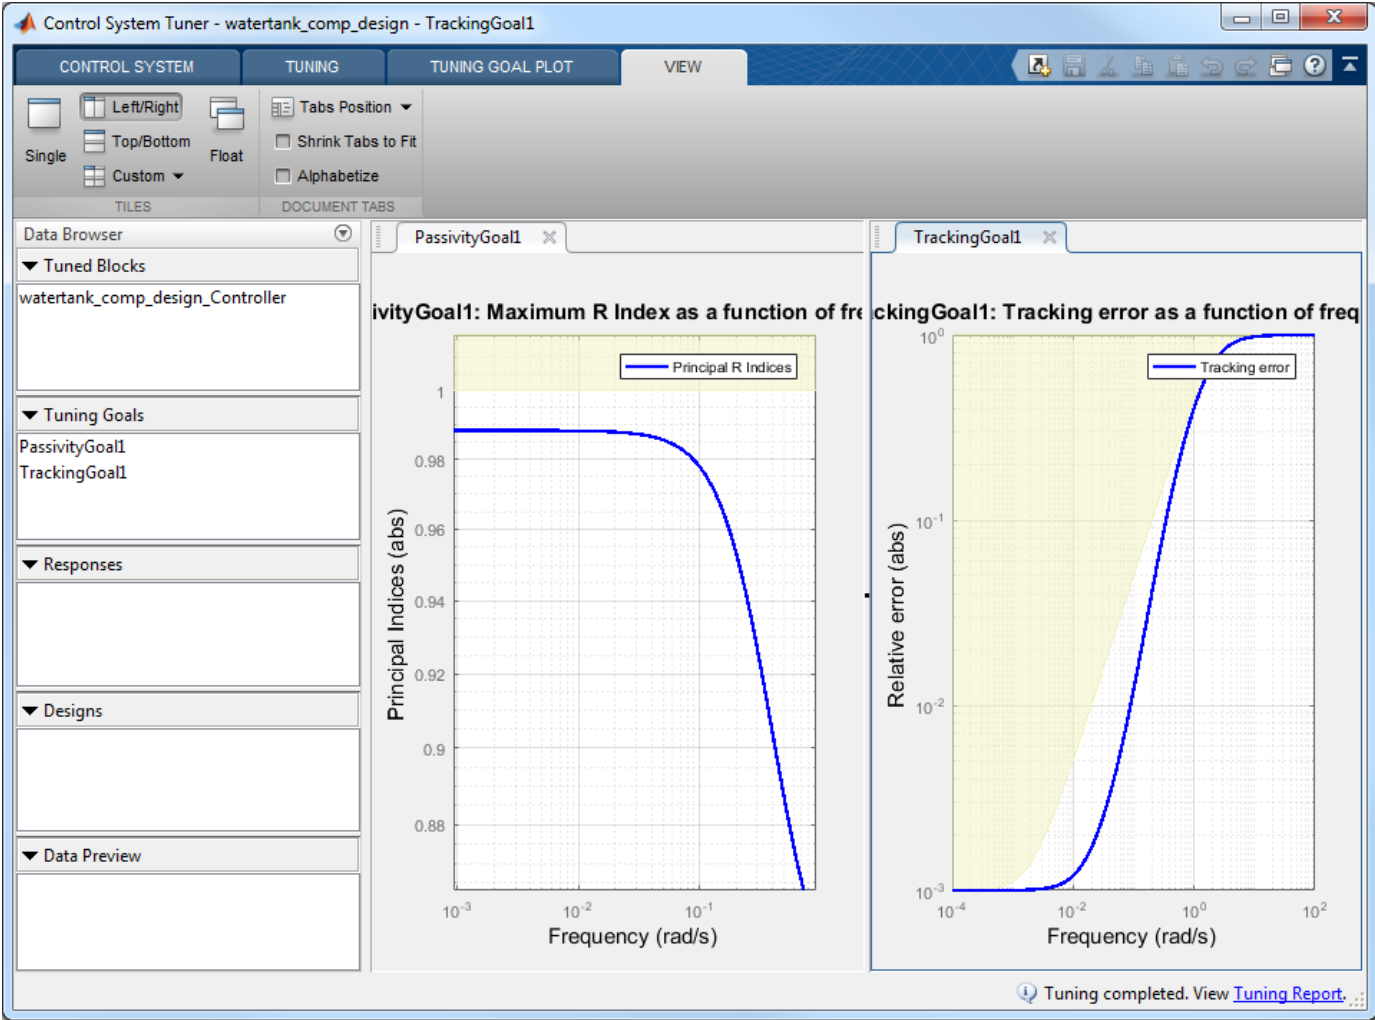 Control System Tuner - watertank_comp_design - TrackingGoal1
CONTROL SYSTEM
TUNING
TUNING GOAL PLOT
VIEW
Single
Left/Right
Top/Bottom
Custom
Float
TILES
Tabs Position
Shrink Tabs to Fit
Alphabetize
DOCUMENT TABS
Data Browser
Tuned Blocks
watertank_comp_design_Controller
Tuning Goals
PassivityGoal1
TrackingGoal1
Responses
Designs
Data Preview
PassivityGoal1
ivityGoal1: Maximum R Index as a function of fre
Principal R Indices
1
0.98
0.96
0.94
0.92
0.9
0.88
Principal Indices (abs)
10^-3
10^-2
10^-1
Frequency (rad/s)
TrackingGoal1
ckingGoal1: Tracking error as a function of freq
Tracking error
10^0
10^-1
10^-2
10^-3
Relative error (abs)
10^-4
10^-2
10^0
10^2
Frequency (rad/s)
Tuning completed. View Tuning Report.